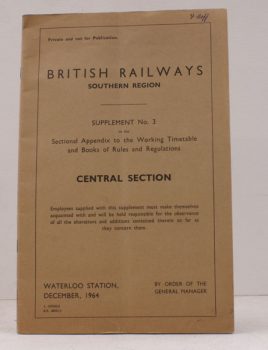 Private and not for Publication.
BRITISH RAILWAYS
SOUTHERN REGION
SUPPLEMENT No. 3
to the
Sectional Appendix to the Working Timetable
and Books of Rules and Regulations
CENTRAL SECTION
Employees supplied with this supplement must make themselves
acquainted with and will be held responsible for the observance
of all the alterations and additions contained therein so far as
they concern them.
WATERLOO STATION,
DECEMBER, 1964
BY ORDER OF THE
GENERAL MANAGER